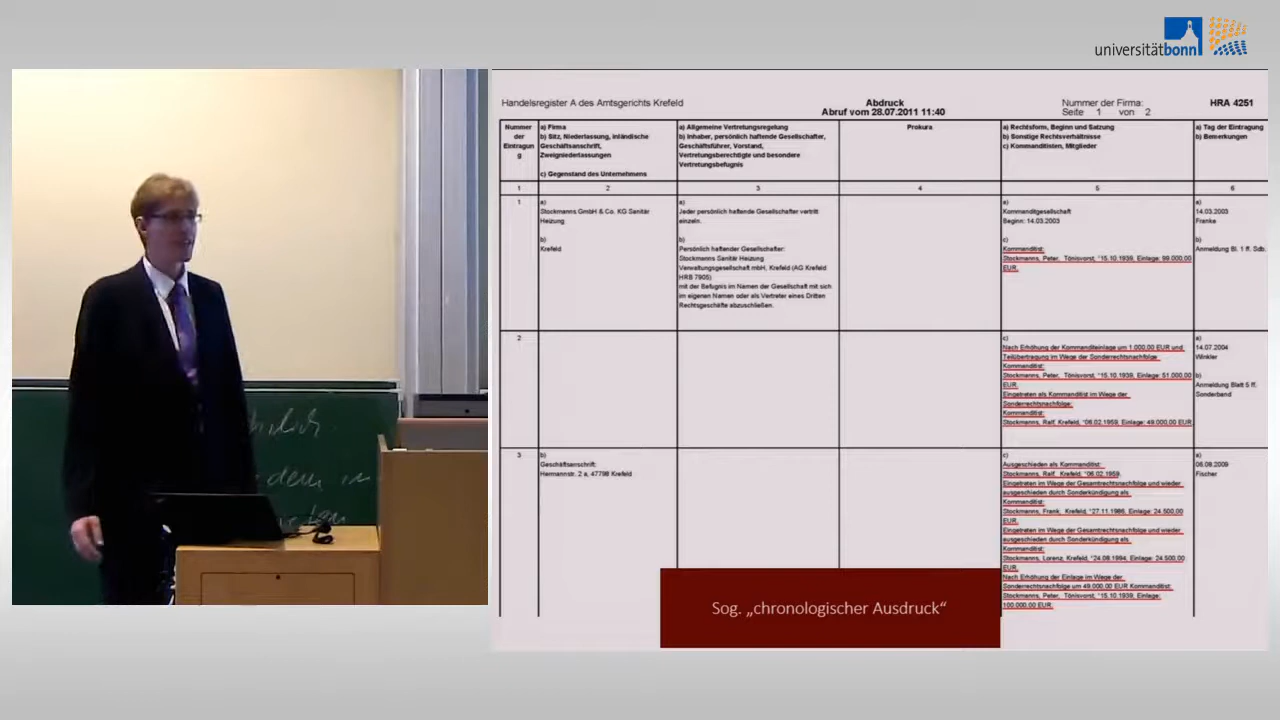 universitätbonn
Handelsregister A des Amtsgerichts Krefeld
Abdruck
Abruf vom 28.07.2011 11:40
Nummer der Firma:
Seite 1 von 2
HRA 4251
Nummer
der
Eintragun
g
a) Firma
b) Sitz, Niederlassung, inländische
Geschäftsanschrift,
Zweigniederlassungen
c) Gegenstand des Unternehmens
a) Allgemeine Vertretungsregelung
b) Inhaber, persönlich haftende Gesellschafter,
Geschäftsführer, Vorstand,
Vertretungsberechtigte und besondere
Vertretungsbefugnis
Prokura
a) Rechtsform, Beginn und Satzung
b) Sonstige Rechtsverhältnisse
c) Kommanditisten, Mitglieder
a) Tag der Eintragung
b) Bemerkungen
1
2
3
4
5
6
1
a)
Stockmanns GmbH & Co. KG Sanitär
Heizung
b)
Krefeld
a)
Jeder persönlich haftende Gesellschafter vertritt
einzeln.
b)
Persönlich haftender Gesellschafter:
Stockmanns Sanitär Heizung
Verwaltungsgesellschaft mbH, Krefeld (AG Krefeld
HRB 7905)
mit der Befugnis im Namen der Gesellschaft mit sich
im eigenen Namen oder als Vertreter eines Dritten
Rechtsgeschäfte abzuschließen.
a)
Kommanditgesellschaft
Beginn: 14.03.2003
c)
Kommanditist:
Stockmanns, Peter, Tönisvorst, *15.10.1939, Einlage: 99.000,00
EUR.
a)
14.03.2003
Franke
b)
Anmeldung Bl. 1 ff. Sdb.
2
c)
Nach Erhöhung der Kommanditeinlage um 1.000,00 EUR und
Teilübertragung im Wege der Sonderrechtsnachfolge
Kommanditist:
Stockmanns, Peter, Tönisvorst, *15.10.1939, Einlage: 51.000,00
EUR.
Eingetreten als Kommanditist im Wege der
Sonderrechtsnachfolge:
Kommanditist:
Stockmanns, Ralf, Krefeld, *06.02.1959, Einlage: 49.000,00 EUR
a)
14.07.2004
Winkler
b)
Anmeldung Blatt 5 ff.
Sonderband
3
b)
Geschäftsanschrift:
Hermannstr. 2 a, 47798 Krefeld
c)
Ausgeschieden als Kommanditist:
Stockmanns, Ralf, Krefeld, *06.02.1959.
Eingetreten im Wege der Gesamtrechtsnachfolge und wieder
ausgeschieden durch Sonderkündigung als
Kommanditist:
Stockmanns, Frank, Krefeld, *27.11.1986, Einlage: 24.500,00
EUR.
Eingetreten im Wege der Gesamtrechtsnachfolge und wieder
ausgeschieden durch Sonderkündigung als
Kommanditist:
Stockmanns, Lorenz, Krefeld, *24.08.1994, Einlage: 24.500,00
EUR.
Nach Erhöhung der Einlage im Wege der
Sonderrechtsnachfolge um 49.000,00 EUR Kommanditist:
Stockmanns, Peter, Tönisvorst, *15.10.1939, Einlage:
100.000,00 EUR.
a)
06.08.2009
Fischer
Sog. „chronologischer Ausdruck“